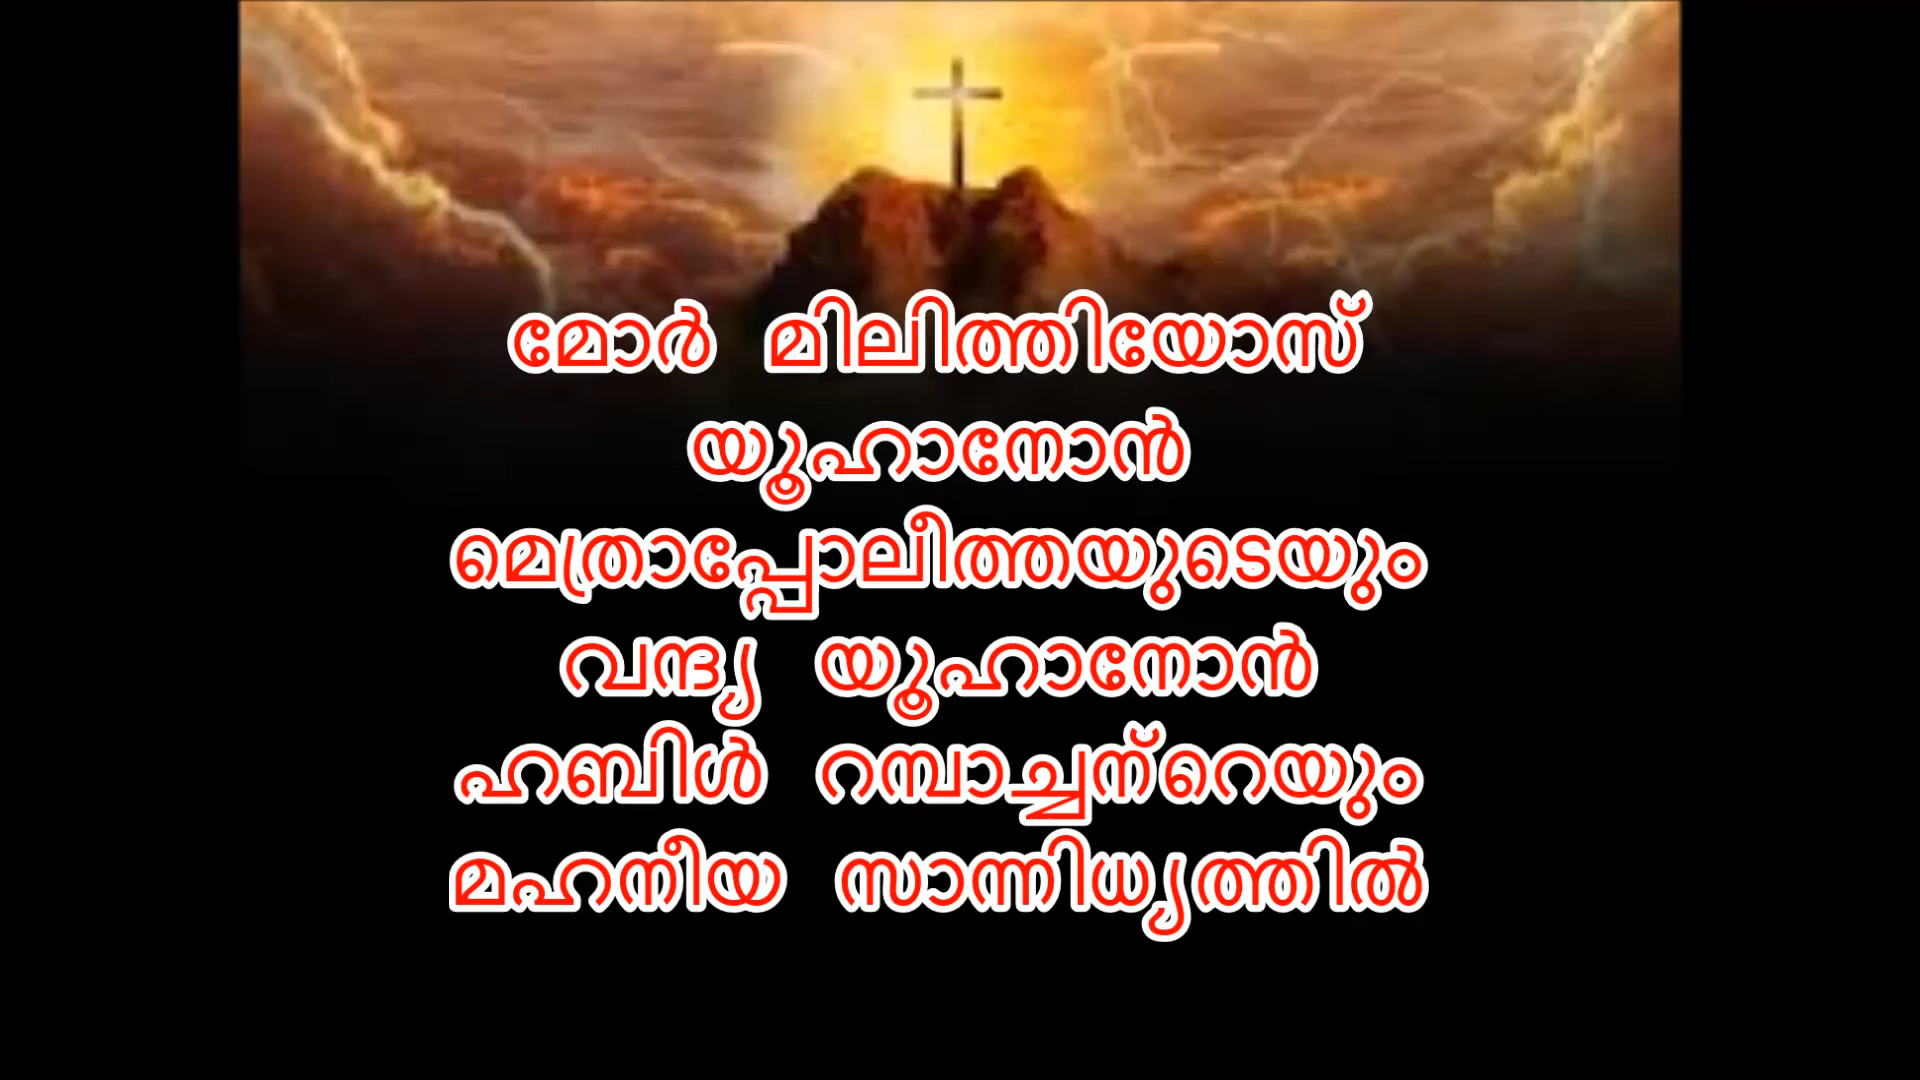 മോർ മിലിത്തിയോസ്
യൂഹാനോൻ
മെത്രാപ്പോലീത്തയുടെയും
വന്ദ്യ യൂഹാനോൻ
ഹബിൾ റമ്പാച്ചന്റെയും
മഹനീയ സാന്നിധ്യത്തിൽ